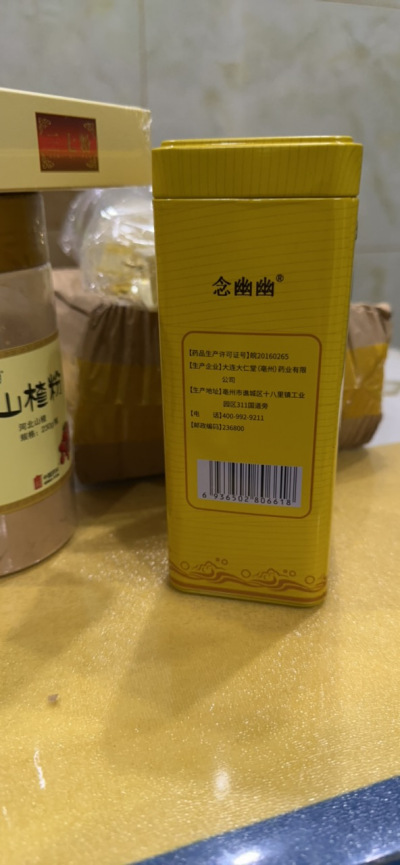 念幽幽®
【药品生产许可证号】皖20160265
【生产企业】大连大仁堂(亳州)药业有限
公司
【生产地址】亳州市谯城区十八里镇工业
园区311国道旁
【电 话】400-992-9211
【邮政编码】236800
6 936502 806618
山楂粉
河北山楂
规格:250g/瓶